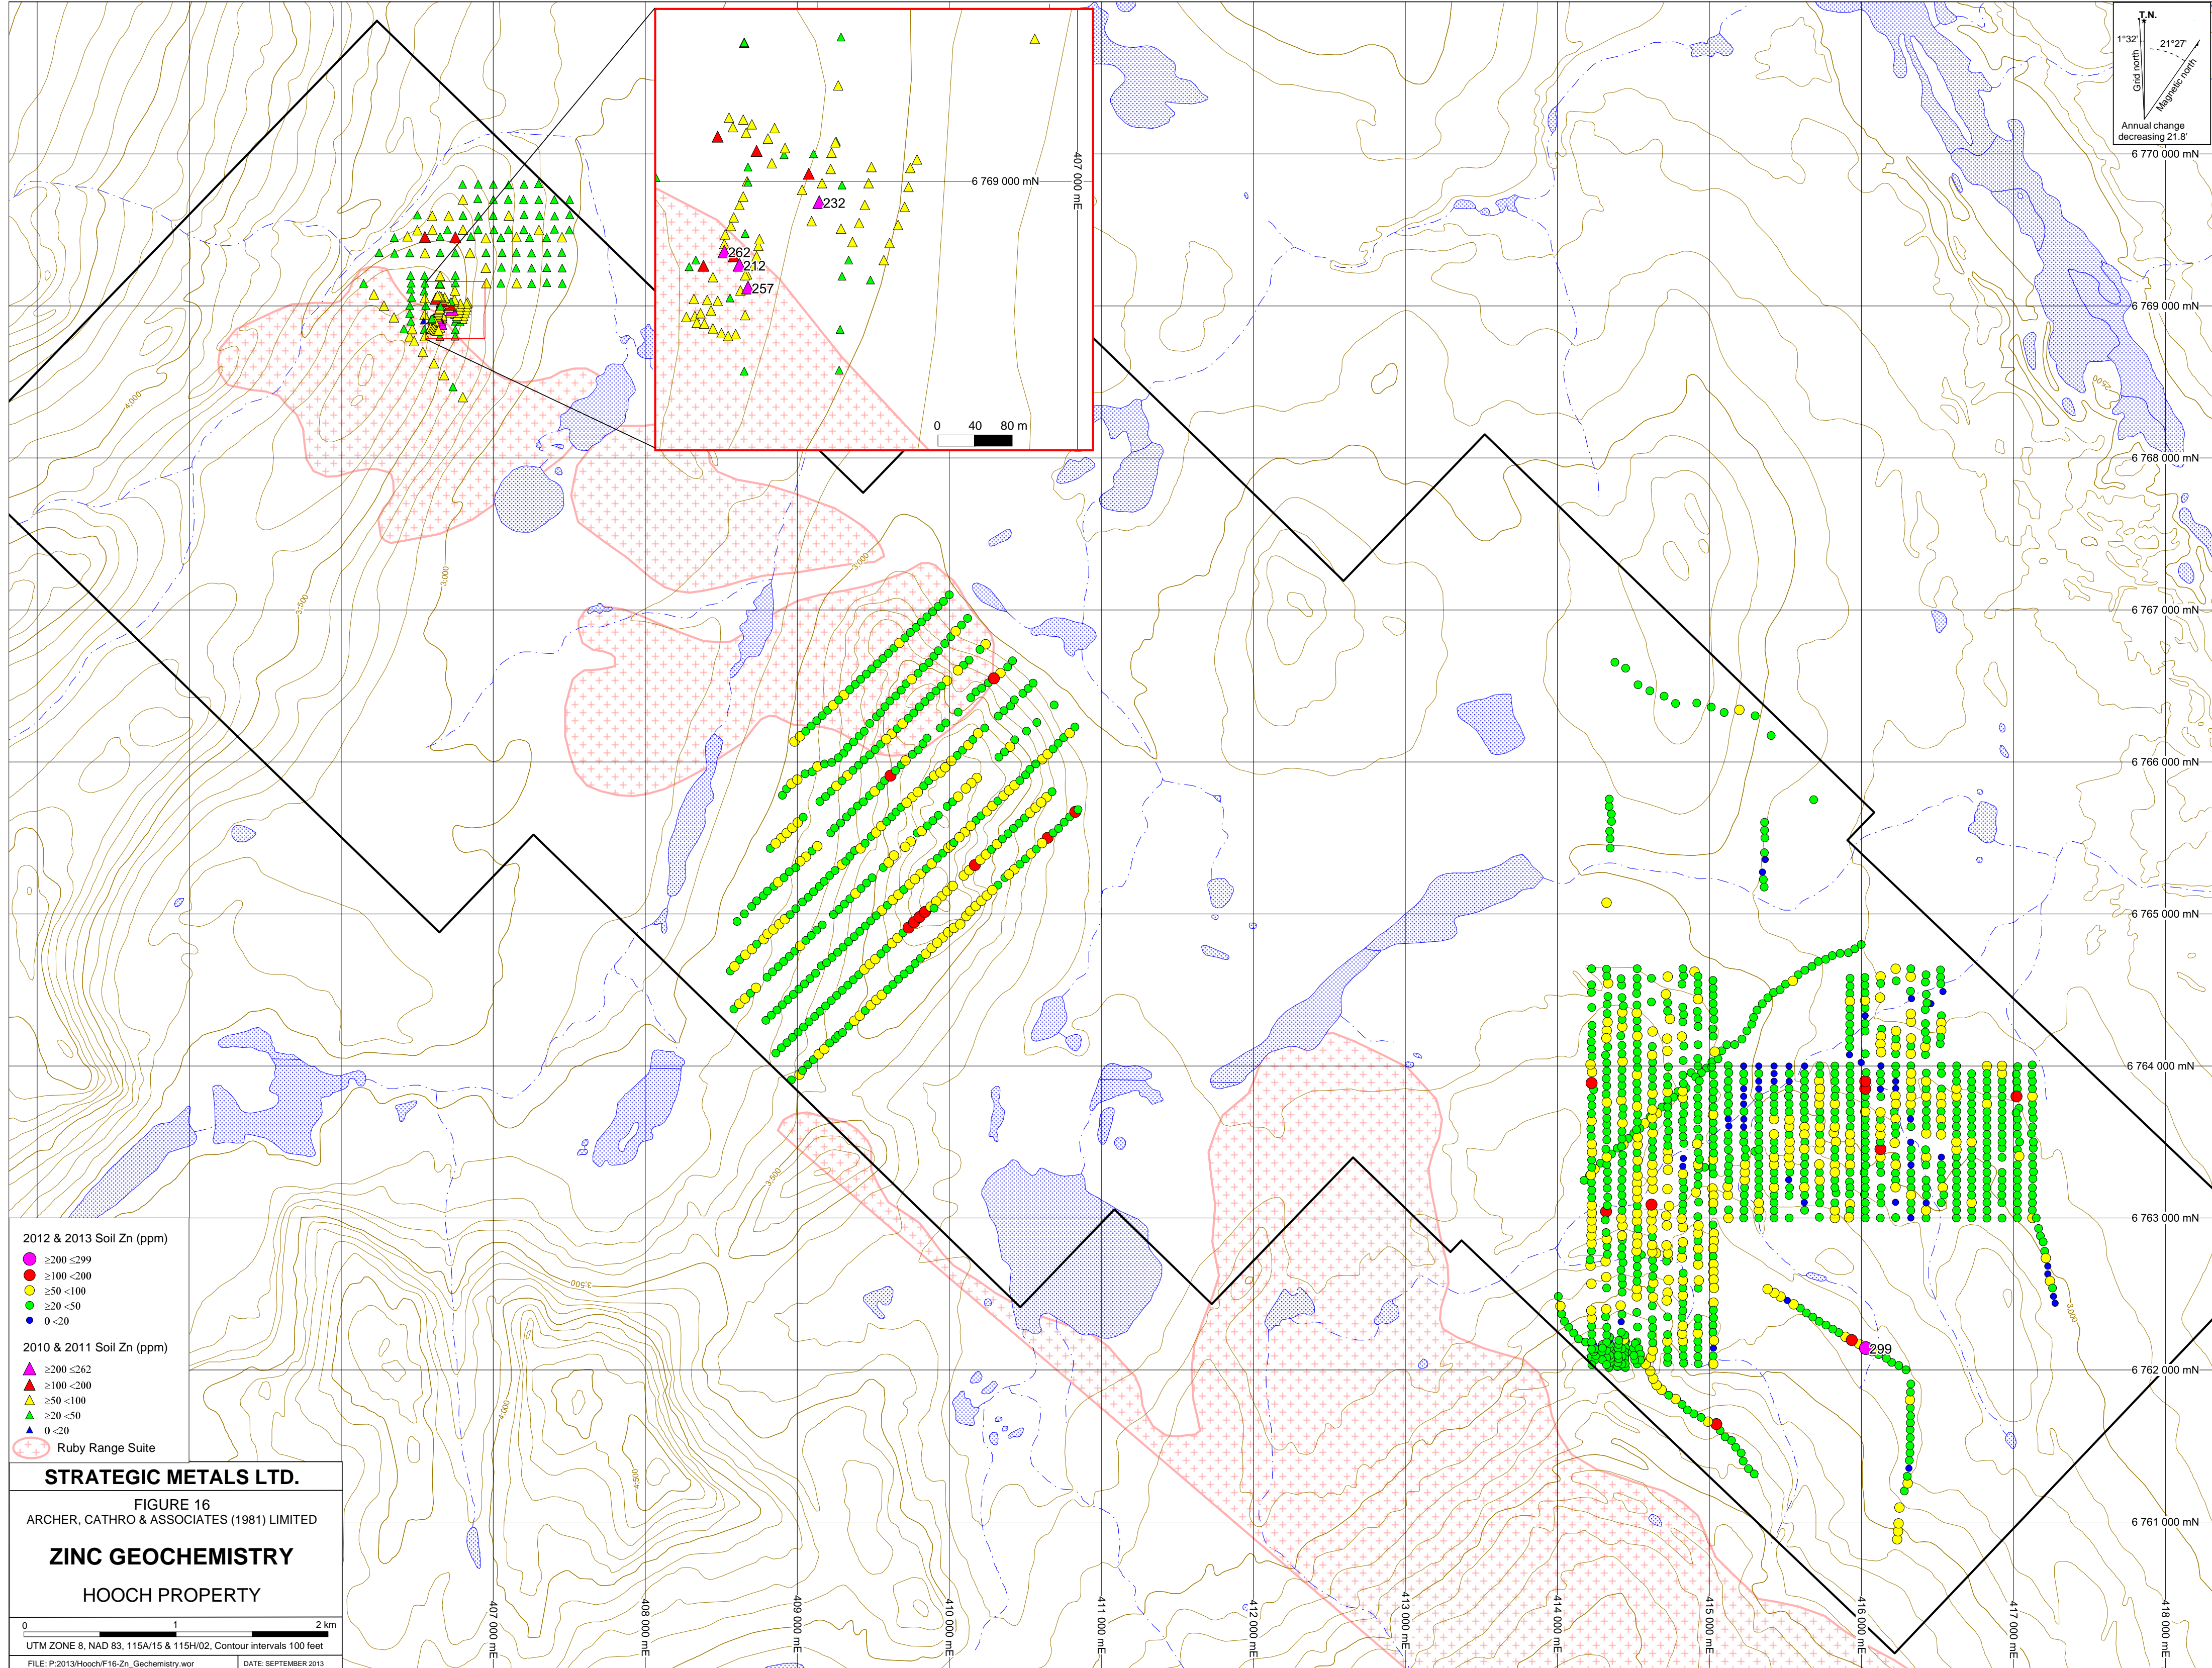 T.N.
1°32'
21°27'
Grid north
Magnetic north
Annual change
decreasing 21.8'
407 000 mE
6 769 000 mN
232
262
212
257
0 40 80 m
6 770 000 mN
6 769 000 mN
6 768 000 mN
6 767 000 mN
6 766 000 mN
6 765 000 mN
6 764 000 mN
6 763 000 mN
6 762 000 mN
6 761 000 mN
4,000
3,500
3,000
3,000
2500
3,500
3,500
4,000
4,500
3,000
299
2012 & 2013 Soil Zn (ppm)
≥200 ≤299
≥100 <200
≥50 <100
≥20 <50
0 <20
2010 & 2011 Soil Zn (ppm)
≥200 ≤262
≥100 <200
≥50 <100
≥20 <50
0 <20
Ruby Range Suite
STRATEGIC METALS LTD.
FIGURE 16
ARCHER, CATHRO & ASSOCIATES (1981) LIMITED
ZINC GEOCHEMISTRY
HOOCH PROPERTY
0 1 2 km
UTM ZONE 8, NAD 83, 115A/15 & 115H/02, Contour intervals 100 feet
FILE: P:2013/Hooch/F16-Zn_Gechemistry.wor
DATE: SEPTEMBER 2013
407 000 mE
408 000 mE
409 000 mE
410 000 mE
411 000 mE
412 000 mE
413 000 mE
414 000 mE
415 000 mE
416 000 mE
417 000 mE
418 000 mE